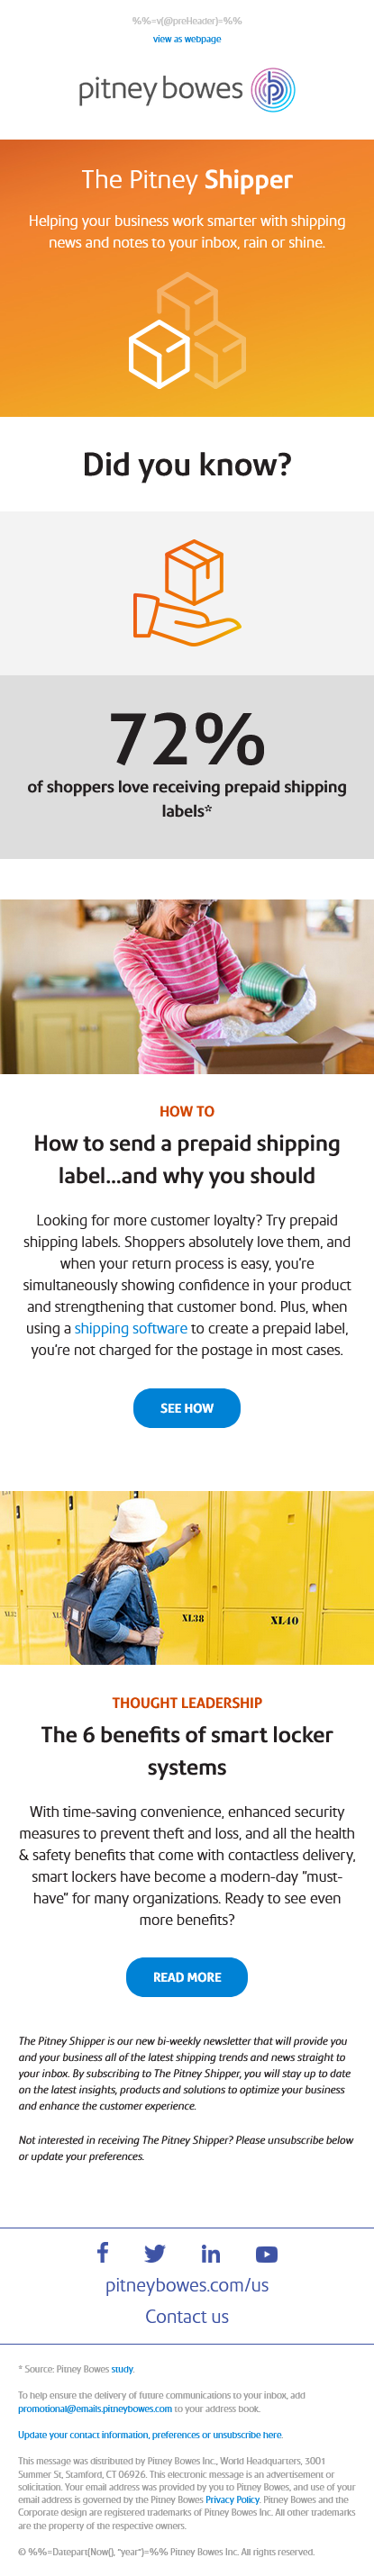 %%=v(@preHeader)=%%
view as webpage
pitney bowes
The Pitney Shipper
Helping your business work smarter with shipping
news and notes to your inbox, rain or shine.
Did you know?
72%
of shoppers love receiving prepaid shipping
labels*
HOW TO
How to send a prepaid shipping
label...and why you should
Looking for more customer loyalty? Try prepaid
shipping labels. Shoppers absolutely love them, and
when your return process is easy, you're
simultaneously showing confidence in your product
and strengthening that customer bond. Plus, when
using a shipping software to create a prepaid label,
you're not charged for the postage in most cases.
SEE HOW
XL38
XL40
THOUGHT LEADERSHIP
The 6 benefits of smart locker
systems
With time-saving convenience, enhanced security
measures to prevent theft and loss, and all the health
& safety benefits that come with contactless delivery,
smart lockers have become a modern-day "must-
have" for many organizations. Ready to see even
more benefits?
READ MORE
The Pitney Shipper is our new bi-weekly newsletter that will provide you
and your business all of the latest shipping trends and news straight to
your inbox. By subscribing to The Pitney Shipper, you will stay up to date
on the latest insights, products and solutions to optimize your business
and enhance the customer experience.
Not interested in receiving The Pitney Shipper? Please unsubscribe below
or update your preferences.
pitneybowes.com/us
Contact us
* Source: Pitney Bowes study.
To help ensure the delivery of future communications to your inbox, add
promotional@emails.pitneybowes.com to your address book.
Update your contact information, preferences or unsubscribe here.
This message was distributed by Pitney Bowes Inc., World Headquarters, 3001
Summer St, Stamford, CT 06926. This electronic message is an advertisement or
solicitation. Your email address was provided by you to Pitney Bowes, and use of your
email address is governed by the Pitney Bowes Privacy Policy. Pitney Bowes and the
Corporate design are registered trademarks of Pitney Bowes Inc. All other trademarks
are the property of the respective owners.
© %%=Datepart(Now(), "year")=%% Pitney Bowes Inc. All rights reserved.